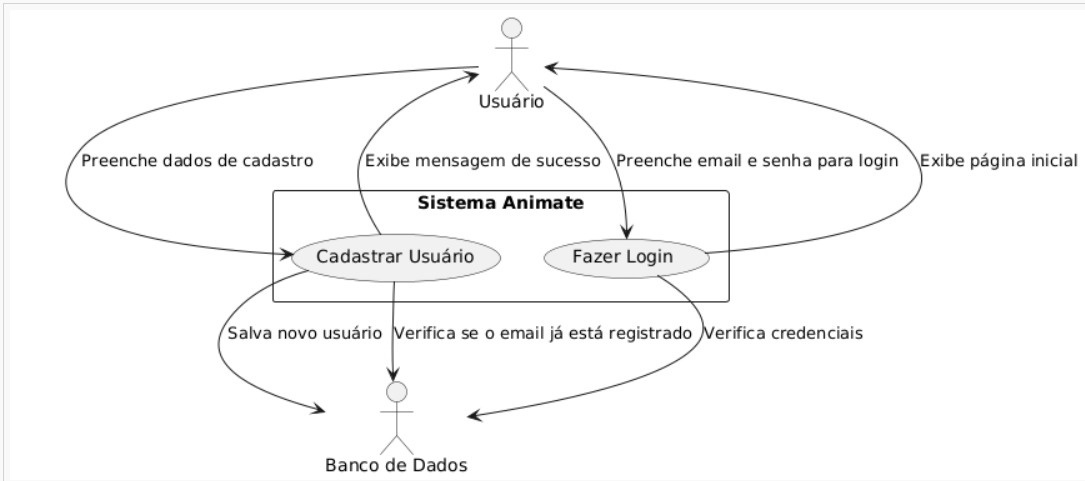 Usuário
Preenche dados de cadastro
Exibe mensagem de sucesso
Preenche email e senha para login
Exibe página inicial
Sistema Animate
Cadastrar Usuário
Fazer Login
Salva novo usuário
Verifica se o email já está registrado
Verifica credenciais
Banco de Dados